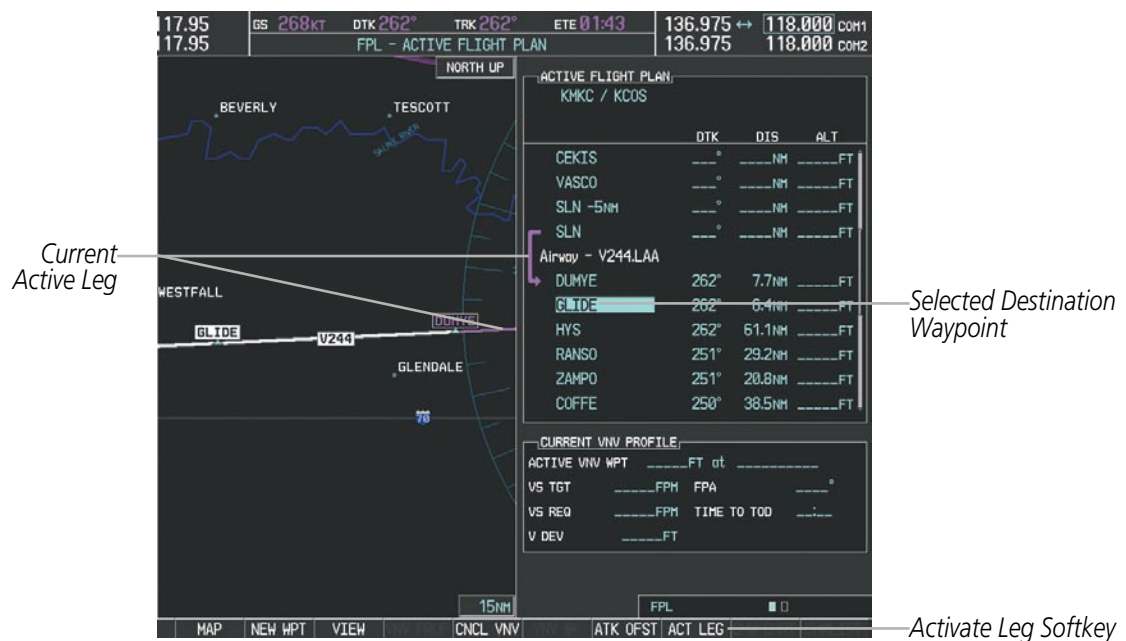 117.95 GS 268KT DTK 262° TRK 262° ETE 01:43 136.975 ↔ 118.000 COM1
117.95 FPL - ACTIVE FLIGHT PLAN 136.975 118.000 COM2
NORTH UP
BEVERLY
TESCOTT
SALINE RIVER
WESTFALL
GLIDE
V244
DUMYE
GLENDALE
70
15NM
Current
Active Leg
ACTIVE FLIGHT PLAN
KMKC / KCOS
DTK DIS ALT
CEKIS ___° ____NM _____FT
VASCO ___° ____NM _____FT
SLN -5NM ___° ____NM _____FT
SLN ___° ____NM _____FT
Airway - V244.LAA
DUMYE 262° 7.7NM _____FT
GLIDE 262° 6.4NM _____FT
HYS 262° 61.1NM _____FT
RANSO 251° 29.2NM _____FT
ZAMPO 251° 20.8NM _____FT
COFFE 250° 38.5NM _____FT
Selected Destination
Waypoint
CURRENT VNV PROFILE
ACTIVE VNV WPT _____FT at __________
VS TGT _____FPM FPA ____°
VS REQ _____FPM TIME TO TOD __:__
V DEV _____FT
FPL
MAP NEW WPT VIEW CNCL VNV ATK OFST ACT LEG
Activate Leg Softkey